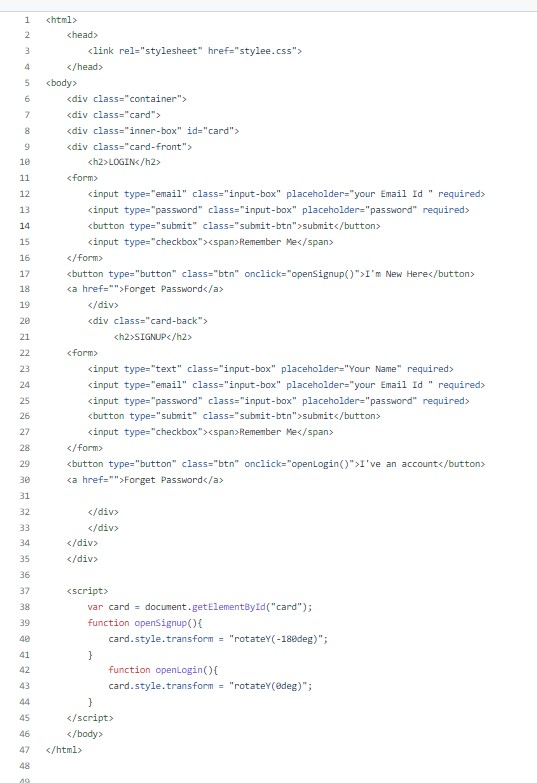 1 <html>
2 <head>
3 <link rel="stylesheet" href="stylee.css">
4 </head>
5 <body>
6 <div class="container">
7 <div class="card">
8 <div class="inner-box" id="card">
9 <div class="card-front">
10 <h2>LOGIN</h2>
11 <form>
12 <input type="email" class="input-box" placeholder="your Email Id " required>
13 <input type="password" class="input-box" placeholder="password" required>
14 <button type="submit" class="submit-btn">submit</button>
15 <input type="checkbox"><span>Remember Me</span>
16 </form>
17 <button type="button" class="btn" onclick="openSignup()">I'm New Here</button>
18 <a href="">Forget Password</a>
19 </div>
20 <div class="card-back">
21 <h2>SIGNUP</h2>
22 <form>
23 <input type="text" class="input-box" placeholder="Your Name" required>
24 <input type="email" class="input-box" placeholder="your Email Id " required>
25 <input type="password" class="input-box" placeholder="password" required>
26 <button type="submit" class="submit-btn">submit</button>
27 <input type="checkbox"><span>Remember Me</span>
28 </form>
29 <button type="button" class="btn" onclick="openLogin()">I've an account</button>
30 <a href="">Forget Password</a>
31
32 </div>
33 </div>
34 </div>
35 </div>
36
37 <script>
38 var card = document.getElementById("card");
39 function openSignup(){
40 card.style.transform = "rotateY(-180deg)";
41 }
42 function openLogin(){
43 card.style.transform = "rotateY(0deg)";
44 }
45 </script>
46 </body>
47 </html>
48
49